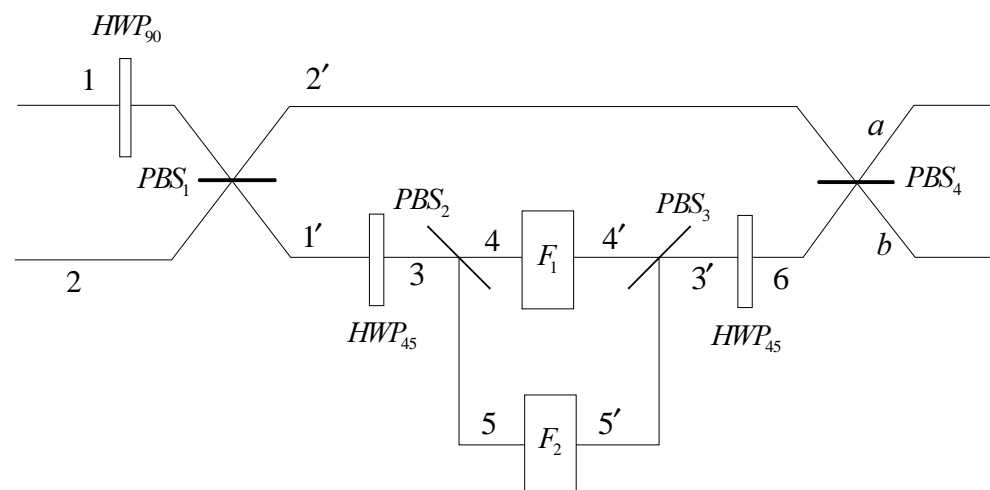 HWP₉₀
1
2′
a
PBS₁
PBS₄
PBS₂
PBS₃
1′
4
4′
b
F₁
2
3
3′
6
HWP₄₅
HWP₄₅
5
5′
F₂